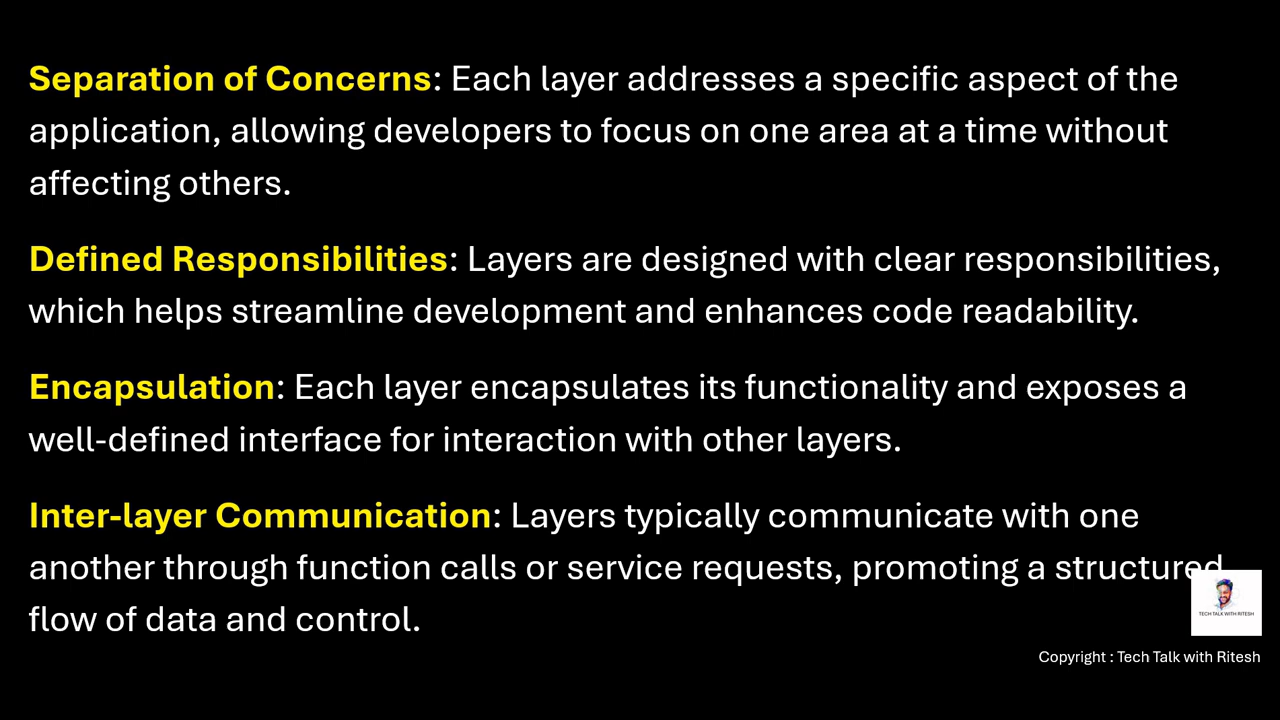 Separation of Concerns: Each layer addresses a specific aspect of the
application, allowing developers to focus on one area at a time without
affecting others.
Defined Responsibilities: Layers are designed with clear responsibilities,
which helps streamline development and enhances code readability.
Encapsulation: Each layer encapsulates its functionality and exposes a
well-defined interface for interaction with other layers.
Inter-layer Communication: Layers typically communicate with one
another through function calls or service requests, promoting a structured
flow of data and control.
TECH TALK WITH RITESH
Copyright : Tech Talk with Ritesh